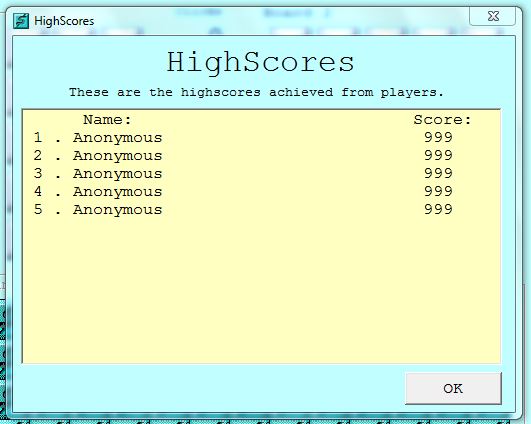 HighScores
HighScores
These are the highscores achieved from players.
Name: Score:
1 . Anonymous 999
2 . Anonymous 999
3 . Anonymous 999
4 . Anonymous 999
5 . Anonymous 999
OK